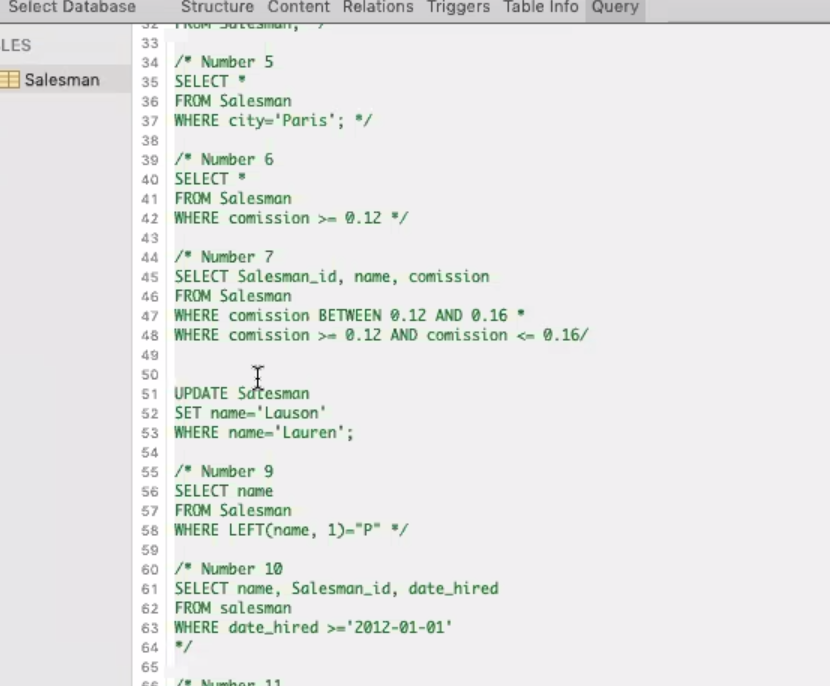 Select Database Structure Content Relations Triggers Table Info Query
LES
Salesman
32 FROM Salesman; */
33
34 /* Number 5
35 SELECT *
36 FROM Salesman
37 WHERE city='Paris'; */
38
39 /* Number 6
40 SELECT *
41 FROM Salesman
42 WHERE comission >= 0.12 */
43
44 /* Number 7
45 SELECT Salesman_id, name, comission
46 FROM Salesman
47 WHERE comission BETWEEN 0.12 AND 0.16 *
48 WHERE comission >= 0.12 AND comission <= 0.16/
49
50
51 UPDATE Salesman
52 SET name='Lauson'
53 WHERE name='Lauren';
54
55 /* Number 9
56 SELECT name
57 FROM Salesman
58 WHERE LEFT(name, 1)="P" */
59
60 /* Number 10
61 SELECT name, Salesman_id, date_hired
62 FROM salesman
63 WHERE date_hired >='2012-01-01'
64 */
65
66 /* Number 11